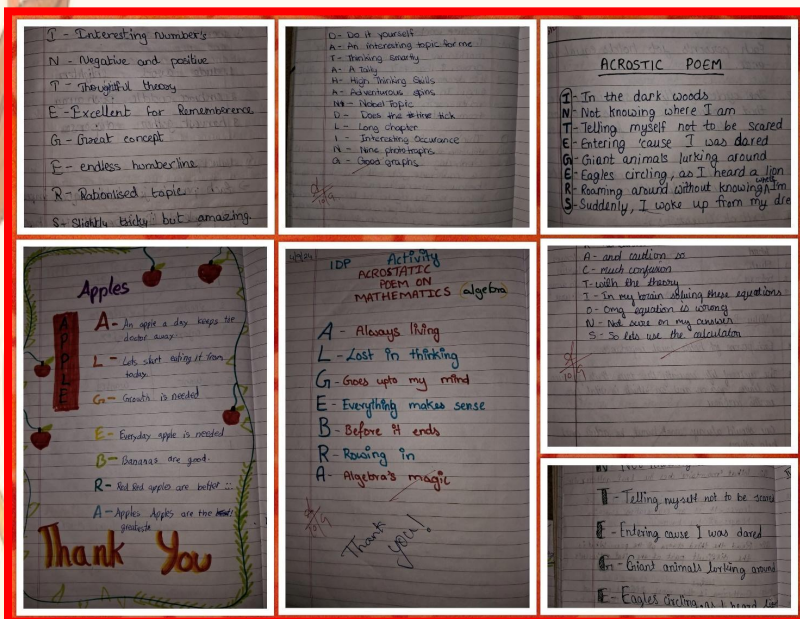 I - Interesting number's
N - Negative and positive
T - Thoughtful theory
E - Excellent for Rememberence
G - Great concept
E - endless numberline
R - Rationlised topic
S - Slightly tricky but amazing.
D - Do it yourself
A - An interesting topic for me
T - Thinking smartly
A - A Tally
H - High Thinking Skills
A - Adventurous spins
N - Nobel Topic
D - Does the tick
L - Long chapter
I - Interesting Occurance
N - photographs
G - Good graphs
ACROSTIC POEM
I - In the dark woods
N - Not knowing where I am
T - Telling myself not to be scared
E - Entering 'cause I was dared
G - Giant animals lurking around
E - Eagles circling, as I heard a lion
R - Roaming around without knowing where I'm
S - Suddenly, I woke up from my dre
Apples
APPLE
A - An apple a day keeps the
doctor away.
L - Lets start eating it from
today.
G - Growth is needed
E - Everyday apple is needed
B - Bananas are good.
R - Red Red apples are better
A - Apples Apples are the
greatest
Thank You
IDP Activity
ACROSTATIC
POEM ON
MATHEMATICS algebra
A - Always living
L - Lost in thinking
G - Goes upto my mind
E - Everything makes sense
B - Before it ends
R - Rowing in
A - Algebra's magic
Thank
you!
A - and caution so
C - much confusion
T - with the theory
I - In my brain solving these equations
O - Omg equation is wrong
N - Not sure on my answer
S - So lets use the calculator
T - Telling myself not to be scared
E - Entering cause I was dared
G - Giant animals lurking around
E - Eagles circling, as I heard